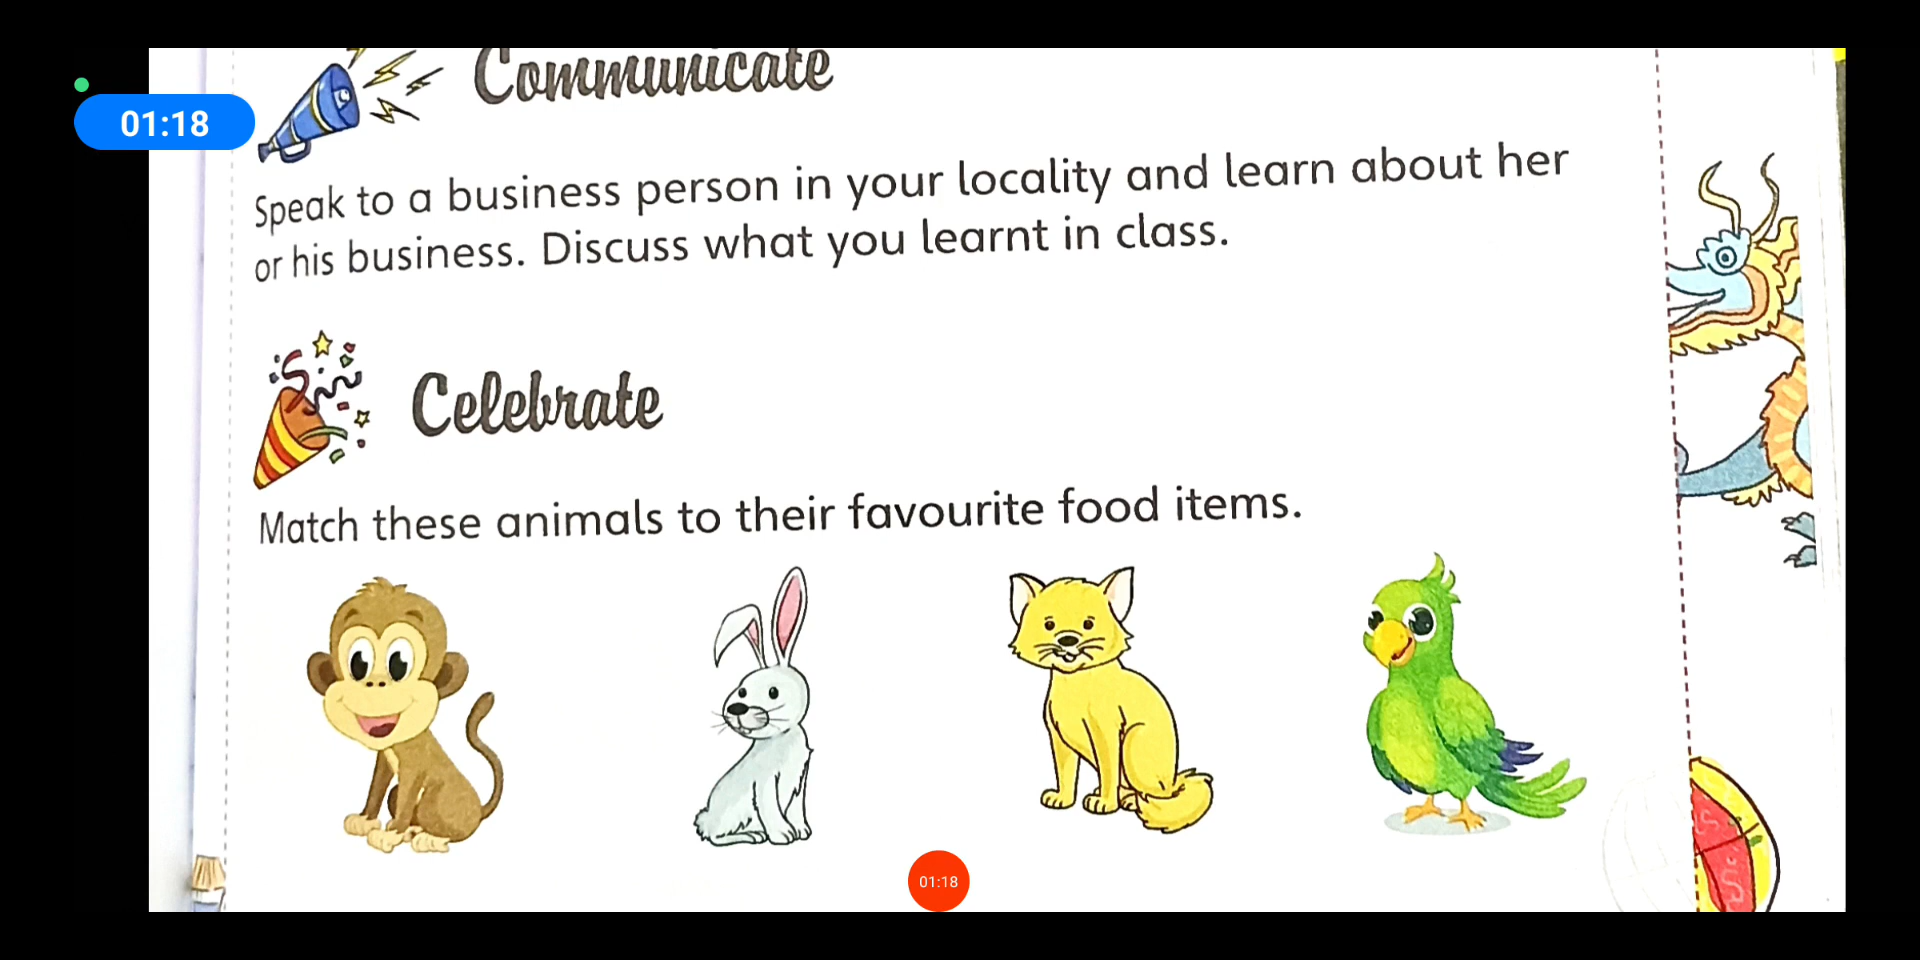 Communicate
01:18
Speak to a business person in your locality and learn about her
or his business. Discuss what you learnt in class.
Celebrate
Match these animals to their favourite food items.
01:18